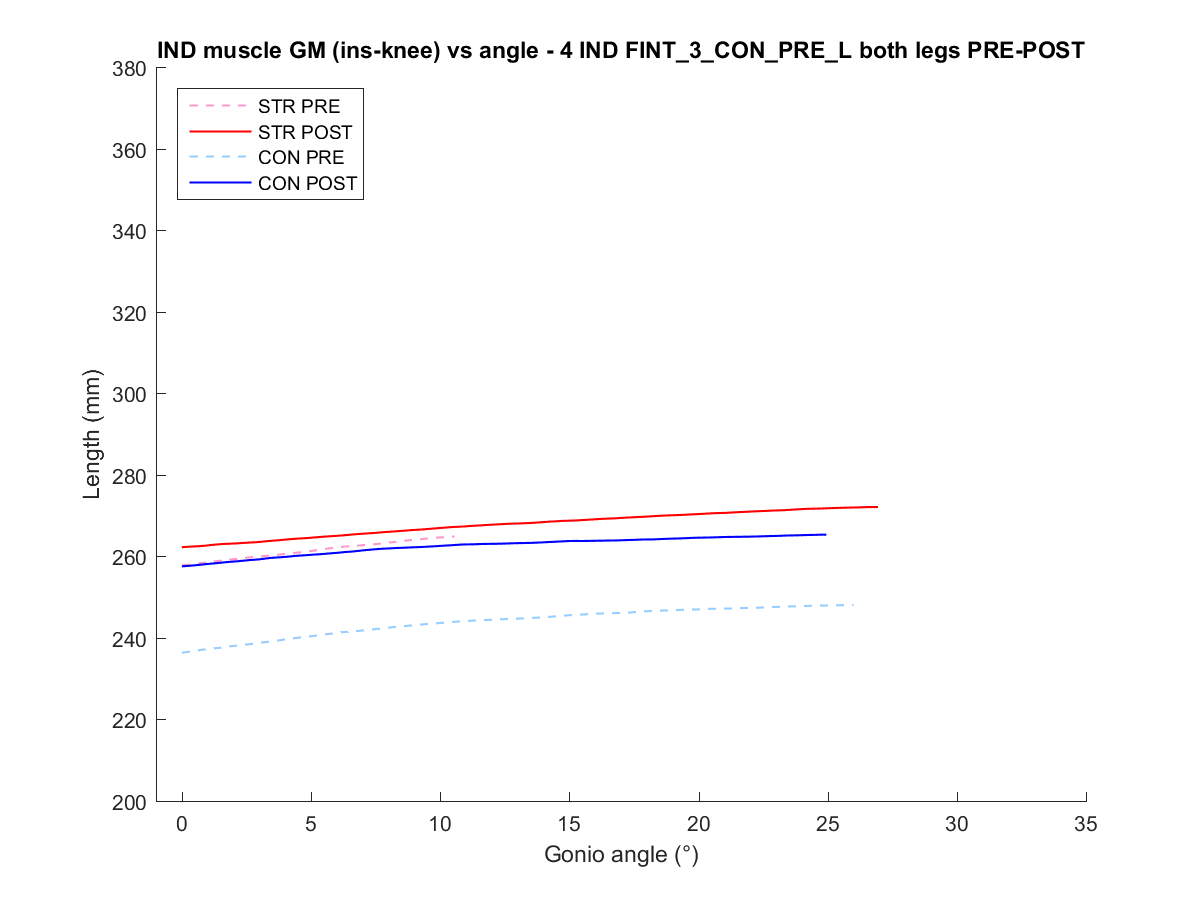 IND muscle GM (ins-knee) vs angle - 4 IND FINT_3_CON_PRE_L both legs PRE-POST
380
360
340
320
300
280
260
240
220
200
STR PRE
STR POST
CON PRE
CON POST
Length (mm)
0 5 10 15 20 25 30 35
Gonio angle (°)